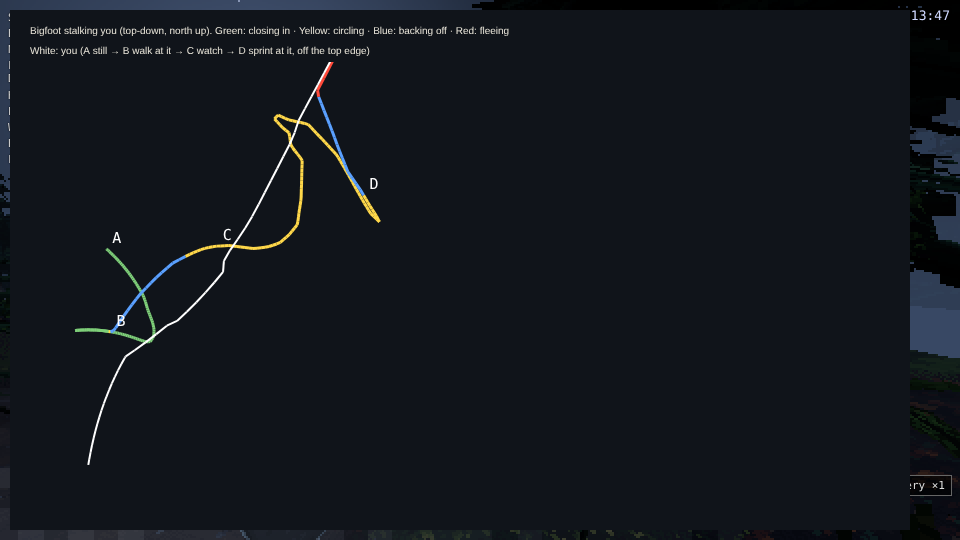 13:47
Bigfoot stalking you (top-down, north up). Green: closing in · Yellow: circling · Blue: backing off · Red: fleeing
White: you (A still → B walk at it → C watch → D sprint at it, off the top edge)
D
A
C
B
×1